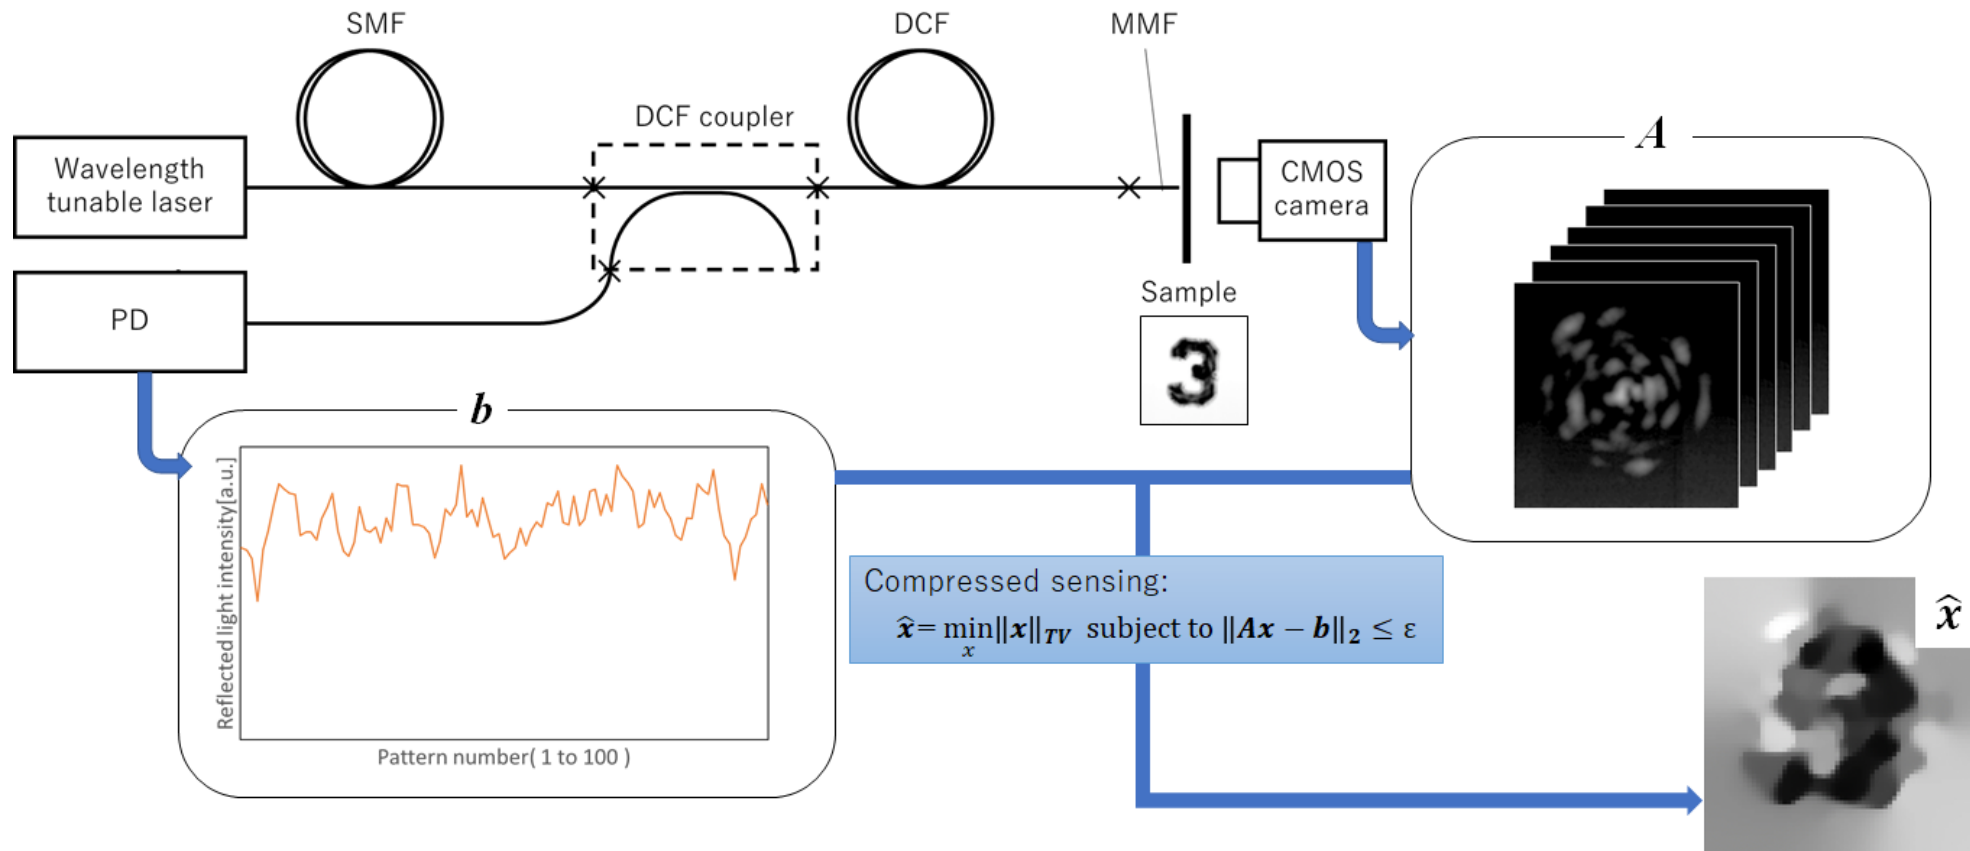 SMF
DCF
MMF
DCF coupler
Wavelength
tunable laser
CMOS
camera
A
PD
Sample
3
b
Reflected light intensity[a.u.]
Pattern number( 1 to 100 )
Compressed sensing:
x̂ = min‖x‖TV subject to ‖Ax − b‖2 ≤ ε
x
x̂